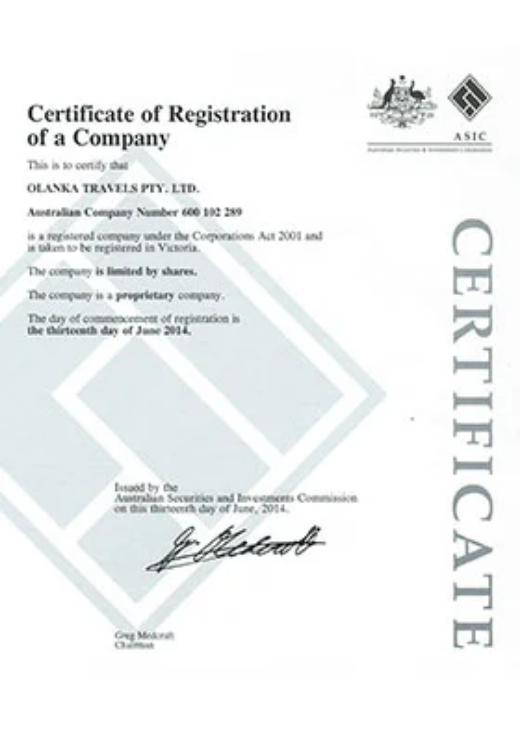 Certificate of Registration
of a Company
This is to certify that
OLANKA TRAVELS PTY. LTD.
Australian Company Number 600 102 289
is a registered company under the Corporations Act 2001 and
is taken to be registered in Victoria.
The company is limited by shares.
The company is a proprietary company.
The day of commencement of registration is
the thirteenth day of June 2014.
Issued by the
Australian Securities and Investments Commission
on this thirteenth day of June, 2014.
Greg Medcraft
Chairman
ASIC
Australian Securities & Investments Commission
CERTIFICATE